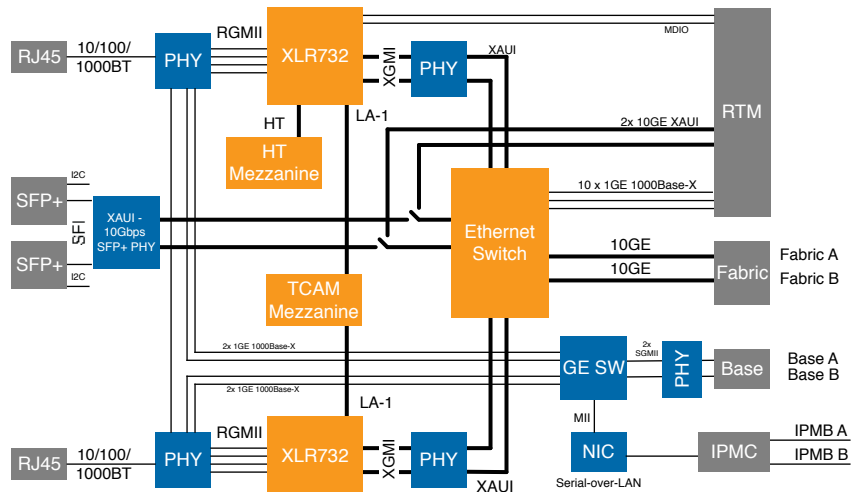 RJ45
10/100/
1000BT
PHY
RGMII
XLR732
XGMI
PHY
XAUI
MDIO
RTM
HT
LA-1
HT
Mezzanine
2x 10GE XAUI
10 x 1GE 1000Base-X
SFP+
I2C
SFI
SFP+
I2C
XAUI -
10Gbps
SFP+ PHY
Ethernet
Switch
10GE
10GE
Fabric
Fabric A
Fabric B
TCAM
Mezzanine
2x 1GE 1000Base-X
2x 1GE 1000Base-X
GE SW
2x
SGMII
PHY
Base
Base A
Base B
LA-1
MII
RJ45
10/100/
1000BT
PHY
RGMII
XLR732
XGMI
PHY
XAUI
NIC
Serial-over-LAN
IPMC
IPMB A
IPMB B